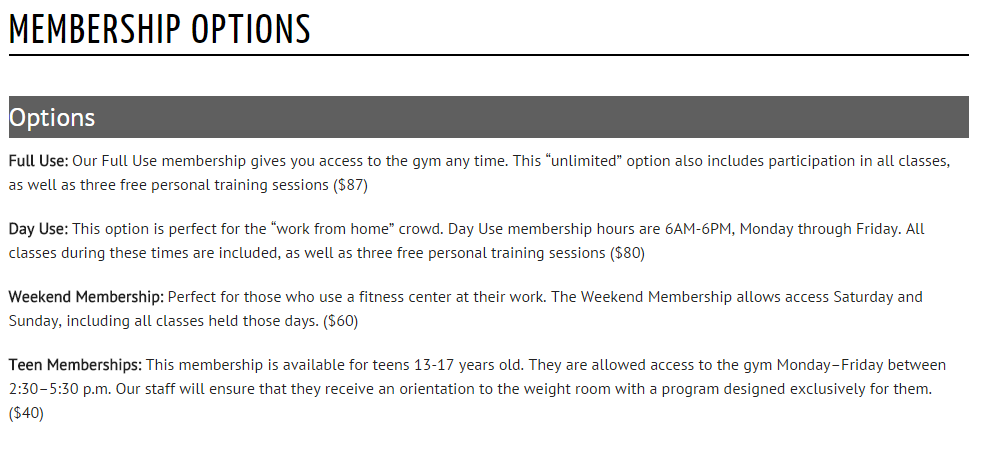 MEMBERSHIP OPTIONS
Options
Full Use: Our Full Use membership gives you access to the gym any time. This “unlimited” option also includes participation in all classes,
as well as three free personal training sessions ($87)
Day Use: This option is perfect for the “work from home” crowd. Day Use membership hours are 6AM-6PM, Monday through Friday. All
classes during these times are included, as well as three free personal training sessions ($80)
Weekend Membership: Perfect for those who use a fitness center at their work. The Weekend Membership allows access Saturday and
Sunday, including all classes held those days. ($60)
Teen Memberships: This membership is available for teens 13-17 years old. They are allowed access to the gym Monday–Friday between
2:30–5:30 p.m. Our staff will ensure that they receive an orientation to the weight room with a program designed exclusively for them.
($40)